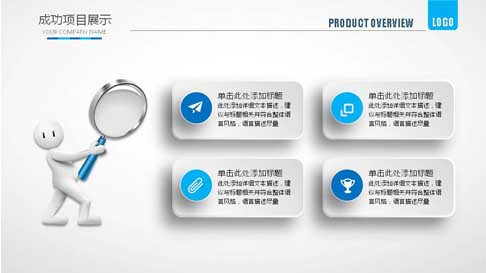 成功项目展示
YOUR COMPANY NAME
PRODUCT OVERVIEW
LOGO
单击此处添加标题
此处添加详细文本描述，建
议与标题相关并符合整体语
言风格，语言描述尽量
单击此处添加标题
此处添加详细文本描述，建
议与标题相关并符合整体语
言风格，语言描述尽量
单击此处添加标题
此处添加详细文本描述，建
议与标题相关并符合整体语
言风格，语言描述尽量
单击此处添加标题
此处添加详细文本描述，建
议与标题相关并符合整体语
言风格，语言描述尽量